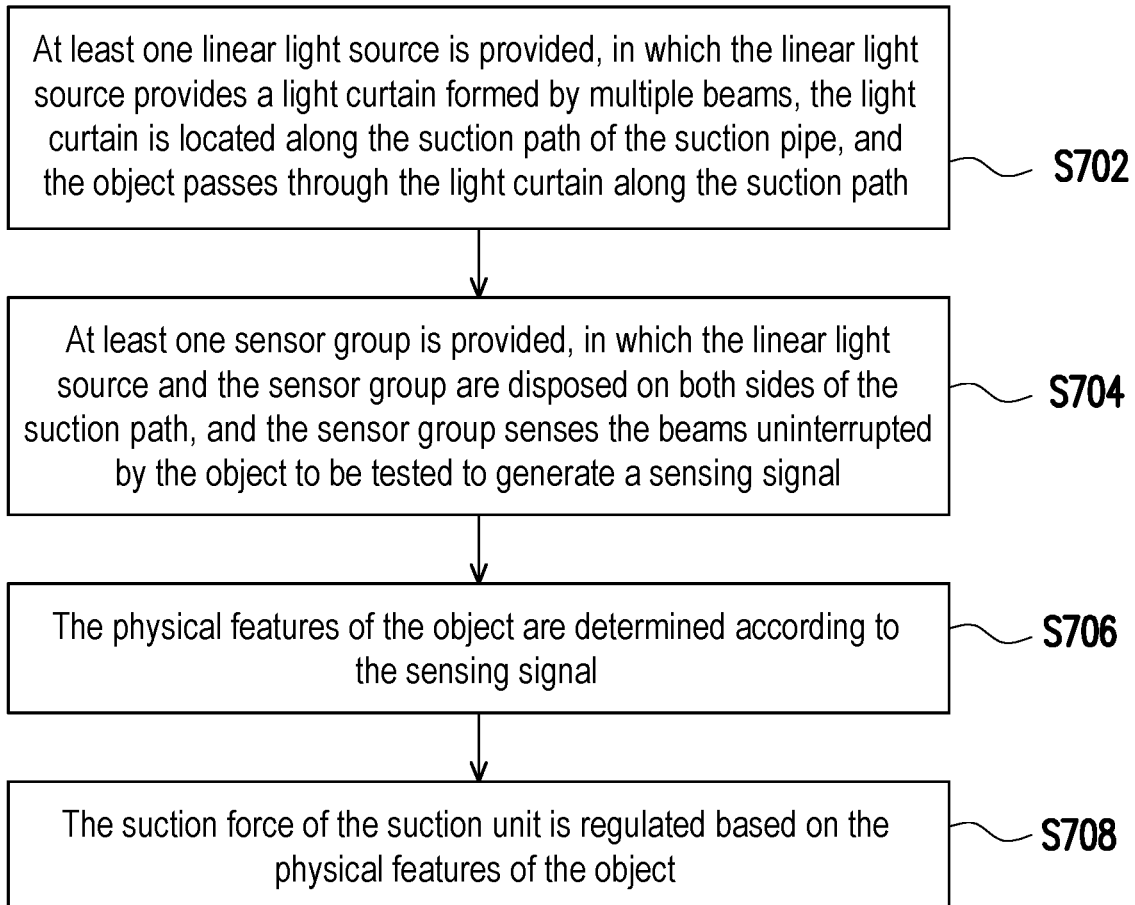 At least one linear light source is provided, in which the linear light
source provides a light curtain formed by multiple beams, the light
curtain is located along the suction path of the suction pipe, and
the object passes through the light curtain along the suction path
S702
At least one sensor group is provided, in which the linear light
source and the sensor group are disposed on both sides of the
suction path, and the sensor group senses the beams uninterrupted
by the object to be tested to generate a sensing signal
S704
The physical features of the object are determined according to
the sensing signal
S706
The suction force of the suction unit is regulated based on the
physical features of the object
S708